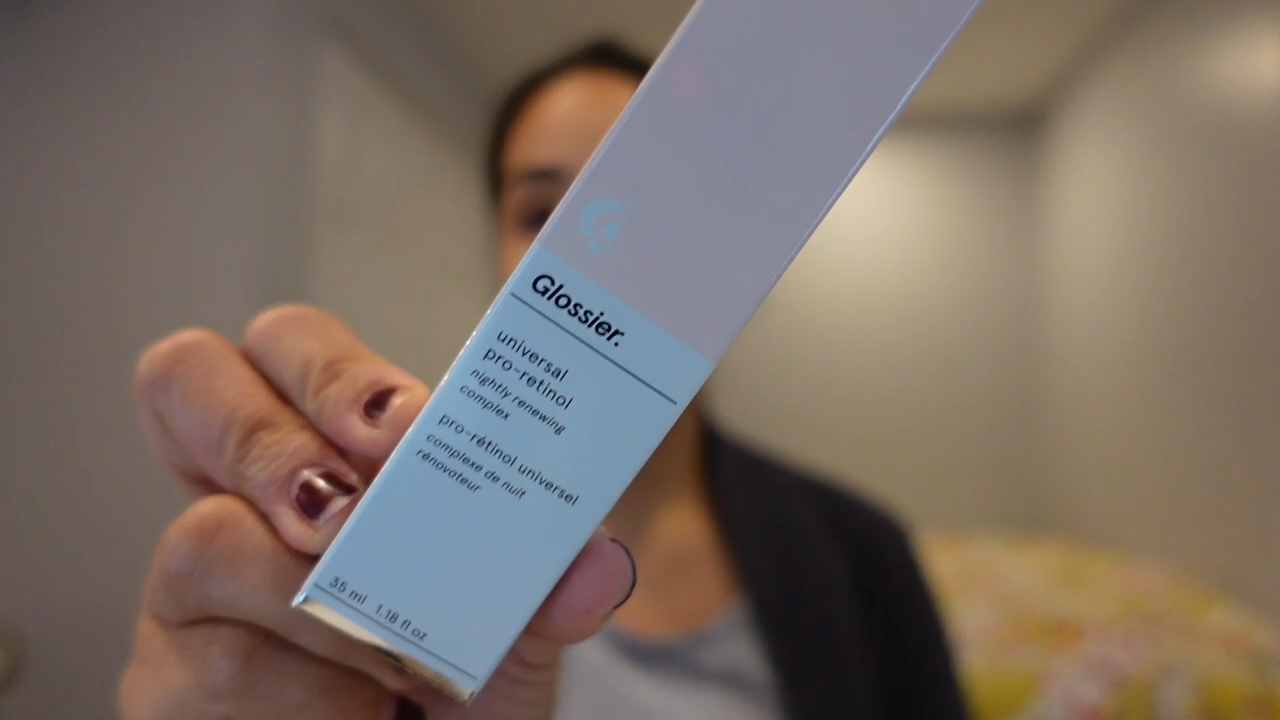 G
Glossier.
universal
pro-retinol
nightly renewing
complex
pro-rétinol universel
complexe de nuit
rénovateur
35 ml 1.18 fl oz